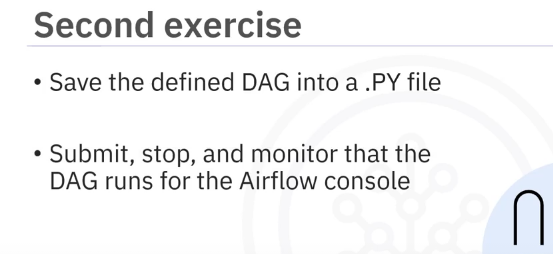 Second exercise
• Save the defined DAG into a .PY file
• Submit, stop, and monitor that the
DAG runs for the Airflow console